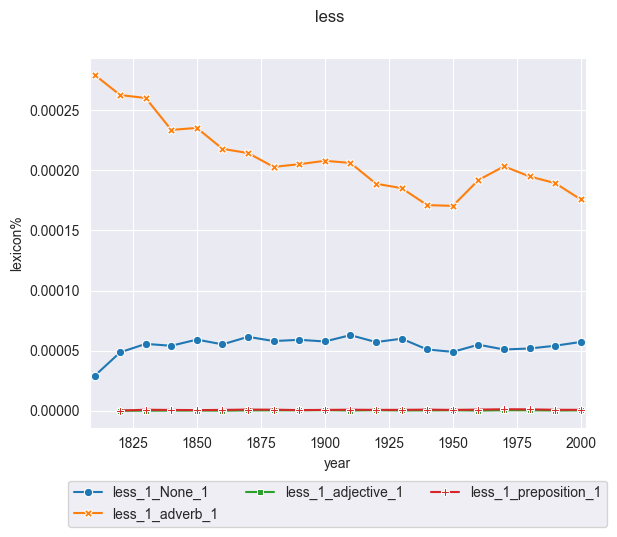 less
0.00025
0.00020
0.00015
0.00010
0.00005
0.00000
lexicon%
1825 1850 1875 1900 1925 1950 1975 2000
year
less_1_None_1 less_1_adjective_1 less_1_preposition_1
less_1_adverb_1